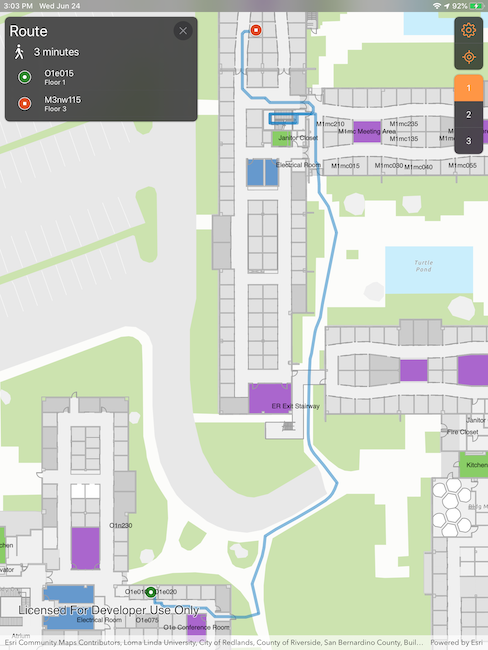 3:03 PM Wed Jun 24
92%
Route
3 minutes
O1e015
Floor 1
M3nw115
Floor 3
1
2
3
M1mc210
M1mc235
M1mc Meeting Area
M1mc135
Janitor Closet
Electrical Room
M1mc015
M1mc030
M1mc040
M1mc055
Turtle
Pond
ER Exit Stairway
Janitor
Fire Closet
Kitchen
O1n230
O1e020
Licensed For Developer Use Only
Electrical Room
O1e075
O1e Conference Room
Atrium
Esri Community Maps Contributors, Loma Linda University, City of Redlands, County of Riverside, San Bernardino County, Buil...
Powered by Esri